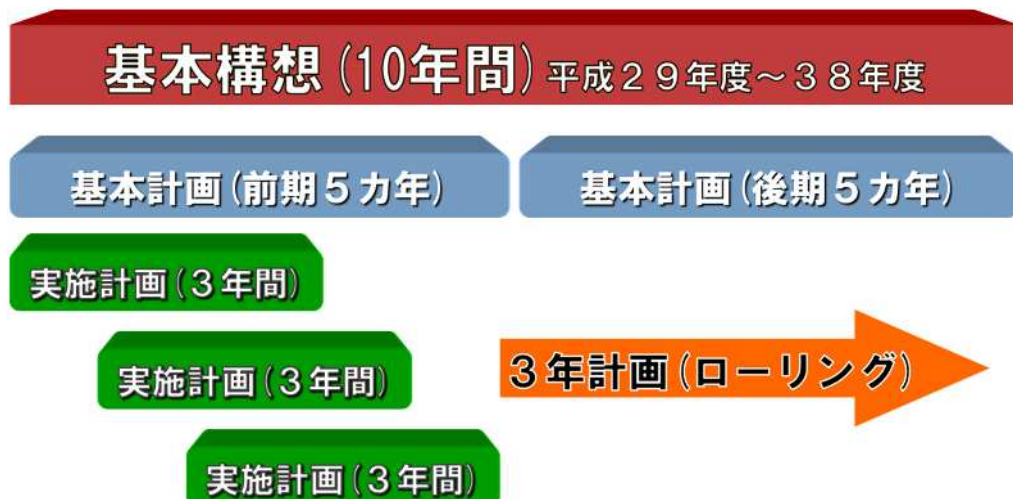 基本構想(10年間)平成２９年度～３８年度
基本計画(前期５カ年)
基本計画(後期５カ年)
実施計画(３年間)
実施計画(３年間)
３年計画(ローリング)
実施計画(３年間)